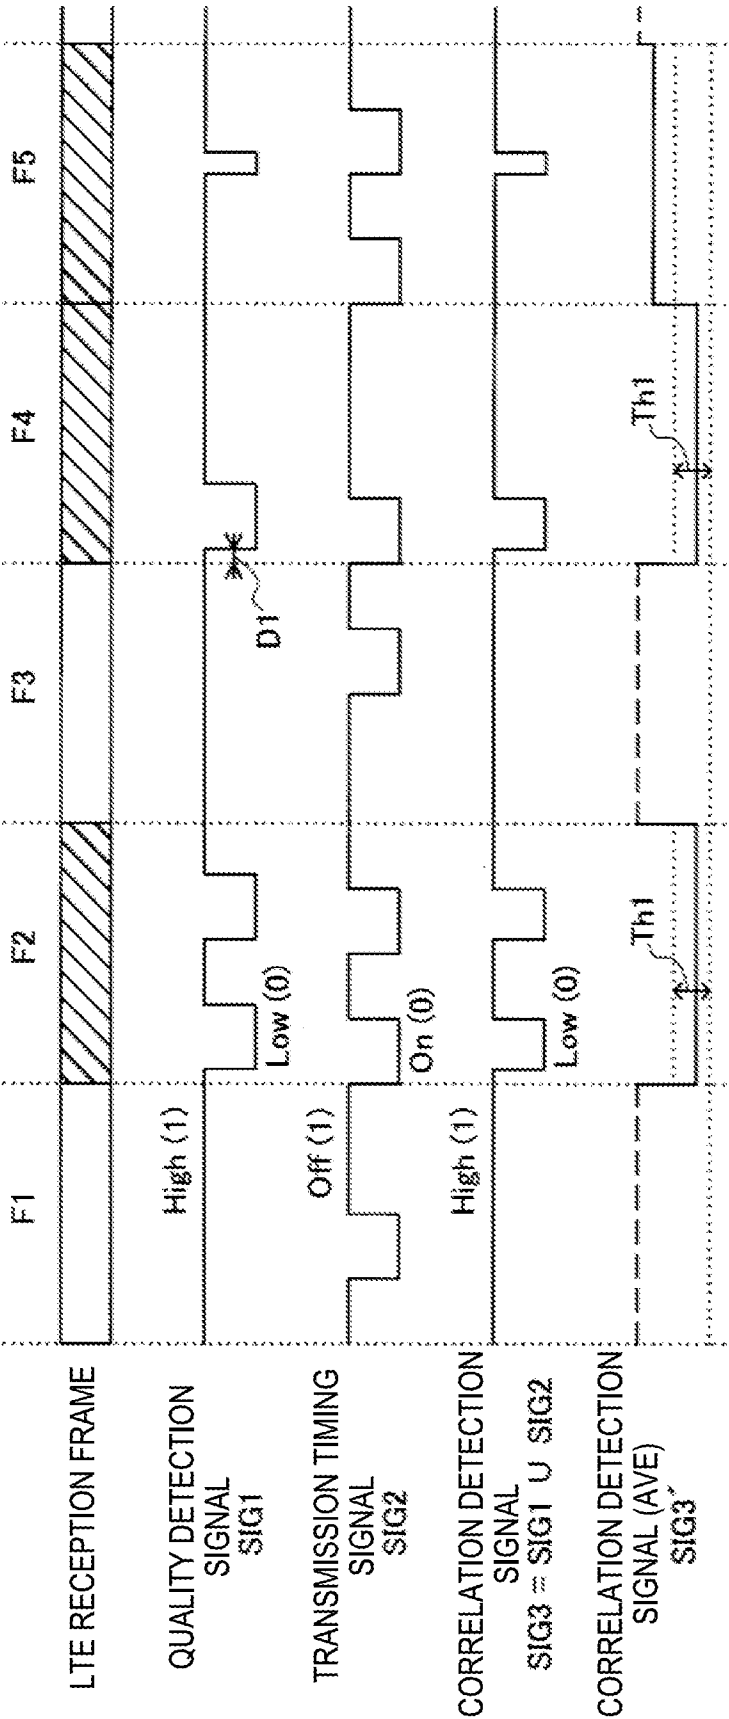 F1
F2
F3
F4
F5
LTE RECEPTION FRAME
QUALITY DETECTION
SIGNAL
SIG1
High (1)
Low (0)
D1
TRANSMISSION TIMING
SIGNAL
SIG2
Off (1)
On (0)
CORRELATION DETECTION
SIGNAL
SIG3 = SIG1 ∪ SIG2
High (1)
Low (0)
CORRELATION DETECTION
SIGNAL (AVE)
SIG3'
Th1
Th1